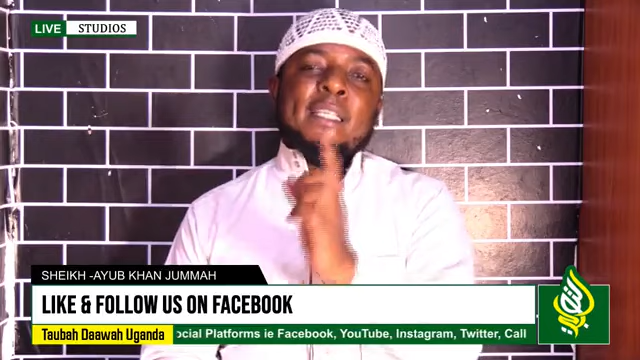 LIVE STUDIOS
SHEIKH -AYUB KHAN JUMMAH
LIKE & FOLLOW US ON FACEBOOK
Taubah Daawah Uganda ocial Platforms ie Facebook, YouTube, Instagram, Twitter, Call